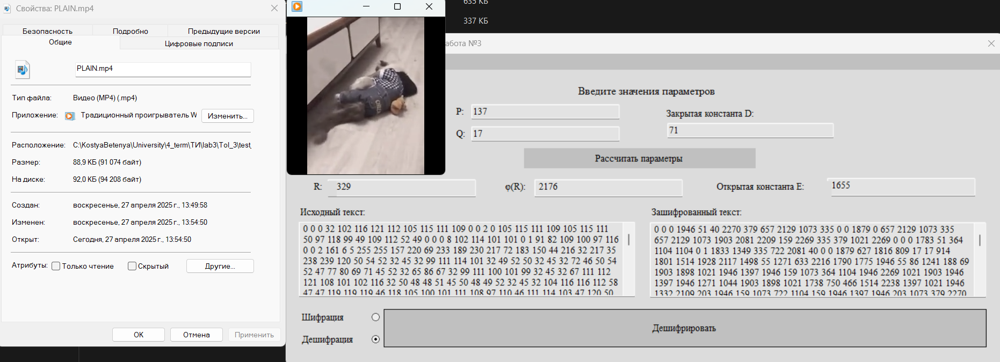 Свойства: PLAIN.mp4
Безопасность
Подробно
Предыдущие версии
Общие
Цифровые подписи
PLAIN.mp4
Тип файла: Видео (MP4) (.mp4)
Приложение: Традиционный проигрыватель W
Изменить...
Расположение: C:\KostyaBetenya\University\4_term\ТИ\lab3\ToI_3\test_
Размер: 88,9 КБ (91 074 байт)
На диске: 92,0 КБ (94 208 байт)
Создан: воскресенье, 27 апреля 2025 г., 13:49:58
Изменен: воскресенье, 27 апреля 2025 г., 13:54:50
Открыт: Сегодня, 27 апреля 2025 г., 13:54:50
Атрибуты: Только чтение Скрытый Другие...
ОК Отмена Применить
635 КБ
337 КБ
абота №3
Введите значения параметров
P: 137
Q: 17
Закрытая константа D:
71
Рассчитать параметры
R: 329
φ(R): 2176
Открытая константа E: 1655
Исходный текст:
0 0 0 32 102 116 121 112 105 115 111 109 0 0 2 0 105 115 111 109 105 115 111
50 97 118 99 49 109 112 52 49 0 0 0 8 102 114 101 101 0 1 91 82 109 100 97 116
0 0 2 161 6 5 255 255 157 220 69 233 189 230 217 72 183 150 44 216 32 217 35
238 239 120 50 54 52 32 45 32 99 111 114 101 32 49 52 50 32 45 32 72 46 50 54
52 47 77 80 69 71 45 52 32 65 86 67 32 99 111 100 101 99 32 45 32 67 111 112
121 108 101 102 116 32 50 48 48 51 45 50 48 49 52 32 45 32 104 116 116 112 58
47 47 119 119 119 46 118 105 100 101 111 108 97 110 46 111 114 103 47 120 50
Зашифрованный текст:
0 0 0 1946 51 40 2270 379 657 2129 1073 335 0 0 1879 0 657 2129 1073 335
657 2129 1073 1903 2081 2209 159 2269 335 379 1021 2269 0 0 0 1783 51 364
1104 1104 0 1 1833 1349 335 722 2081 40 0 0 1879 627 1816 809 17 17 914
1801 1514 1928 2117 1498 55 1271 633 2216 1790 1775 1946 55 86 1241 188 69
1903 1898 1021 1946 1397 1946 159 1073 364 1104 1946 2269 1021 1903 1946
1397 1946 1271 1044 1903 1898 1021 1738 750 466 1514 2238 1397 1021 1946
1332 2109 203 1946 159 1073 722 1104 159 1946 1397 1946 203 1073 379 2270
Шифрация
Дешифрация
Дешифрировать